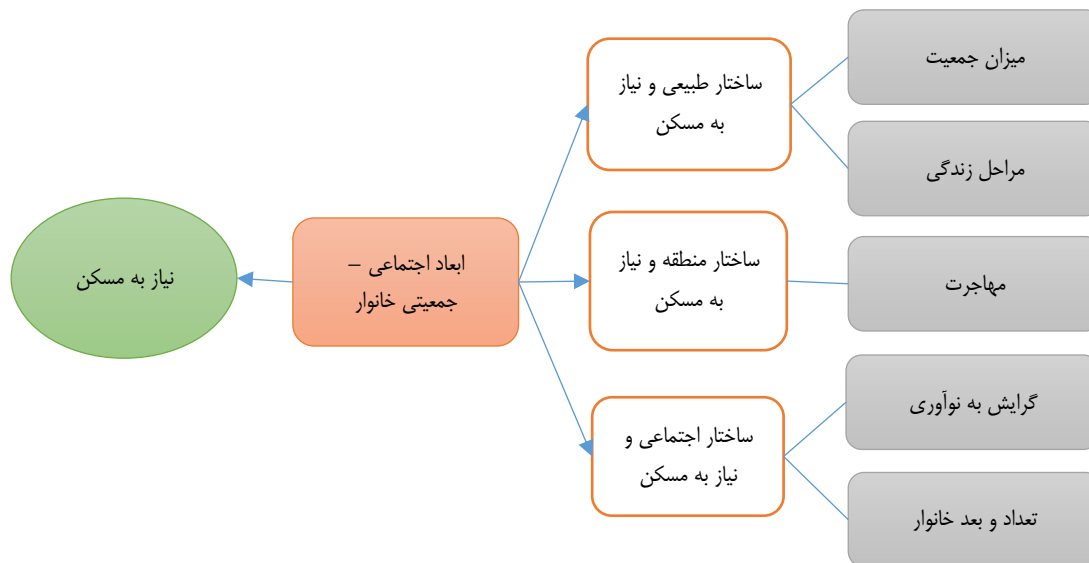 میزان جمعیت
ساختار طبیعی و نیاز
به مسکن
مراحل زندگی
ابعاد اجتماعی –
جمعیتی خانوار
نیاز به مسکن
ساختار منطقه و نیاز
به مسکن
مهاجرت
گرایش به نوآوری
ساختار اجتماعی و
نیاز به مسکن
تعداد و بعد خانوار